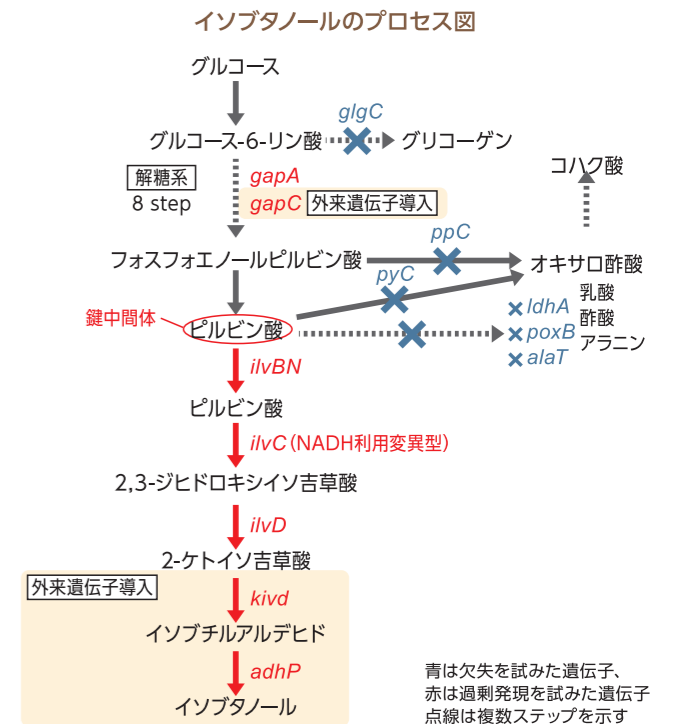 イソブタノールのプロセス図
グルコース
glgC
グルコース-6-リン酸
グリコーゲン
コハク酸
解糖系
8 step
gapA
gapC 外来遺伝子導入
ppC
フォスフォエノールピルビン酸
オキサロ酢酸
pyC
乳酸
ldhA
酢酸
poxB
アラニン
alaT
鍵中間体
ピルビン酸
ilvBN
ピルビン酸
ilvC(NADH利用変異型)
2,3-ジヒドロキシイソ吉草酸
ilvD
2-ケトイソ吉草酸
外来遺伝子導入
kivd
イソブチルアルデヒド
adhP
イソブタノール
青は欠失を試みた遺伝子、
赤は過剰発現を試みた遺伝子
点線は複数ステップを示す